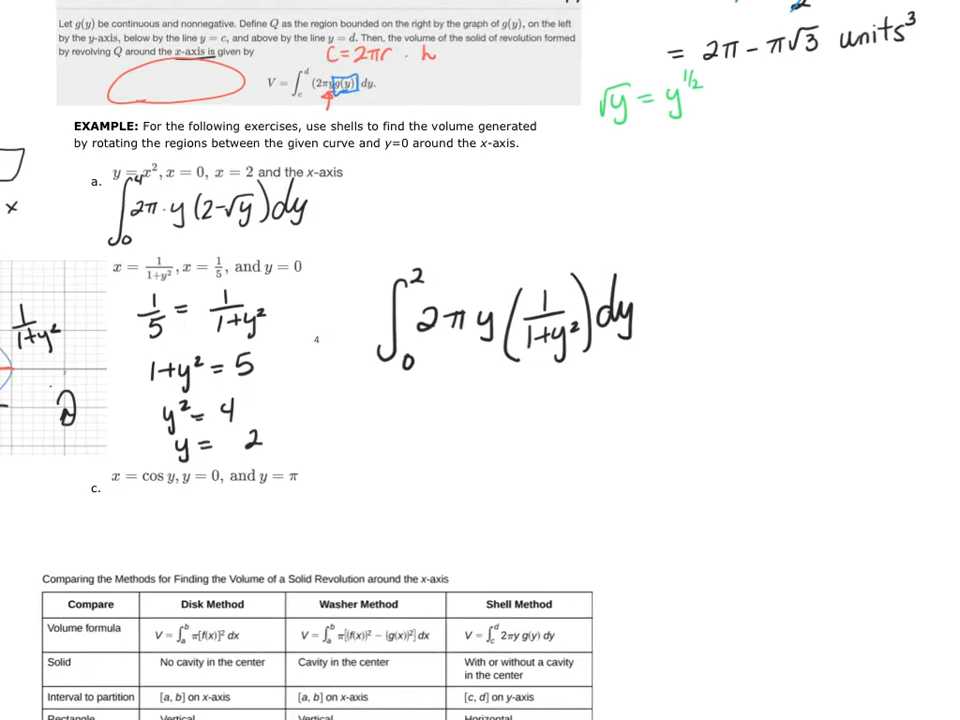 Let g(y) be continuous and nonnegative. Define Q as the region bounded on the right by the graph of g(y), on the left
by the y-axis, below by the line y = c, and above by the line y = d. Then, the volume of the solid of revolution formed
by revolving Q around the x-axis is given by
C=2πr · h
V = ∫_c^d (2πyg(y)) dy.
= 2π - π√3 units³
√y = y^{1/2}
EXAMPLE: For the following exercises, use shells to find the volume generated
by rotating the regions between the given curve and y=0 around the x-axis.
a. y = x², x = 0, x = 2 and the x-axis
∫_0^4 2π·y (2-√y) dy
x
x = 1/(1+y²), x = 1/5, and y = 0
1/5 = 1/(1+y²)
1+y² = 5
y² = 4
y = 2
1/(1+y²)
4
∫_0^2 2πy (1/(1+y²)) dy
c. x = cos y, y = 0, and y = π
Comparing the Methods for Finding the Volume of a Solid Revolution around the x-axis
Compare Disk Method Washer Method Shell Method
Volume formula V = ∫_a^b π[f(x)]² dx V = ∫_a^b π[(f(x))² − (g(x))²] dx V = ∫_c^d 2πy g(y) dy
Solid No cavity in the center Cavity in the center With or without a cavity
in the center
Interval to partition [a, b] on x-axis [a, b] on x-axis [c, d] on y-axis
Rectangle Vertical Vertical Horizontal